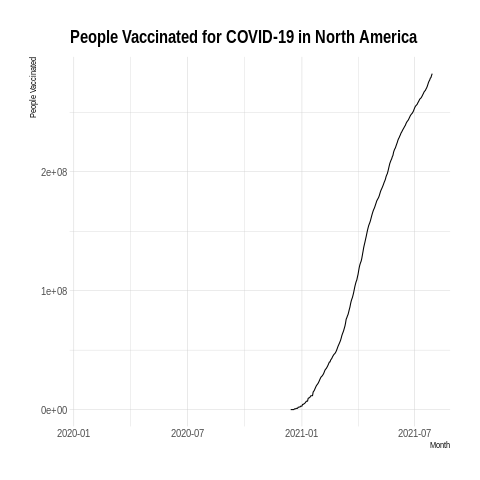 People Vaccinated for COVID-19 in North America
People Vaccinated
2e+08
1e+08
0e+00
2020-01 2020-07 2021-01 2021-07
Month